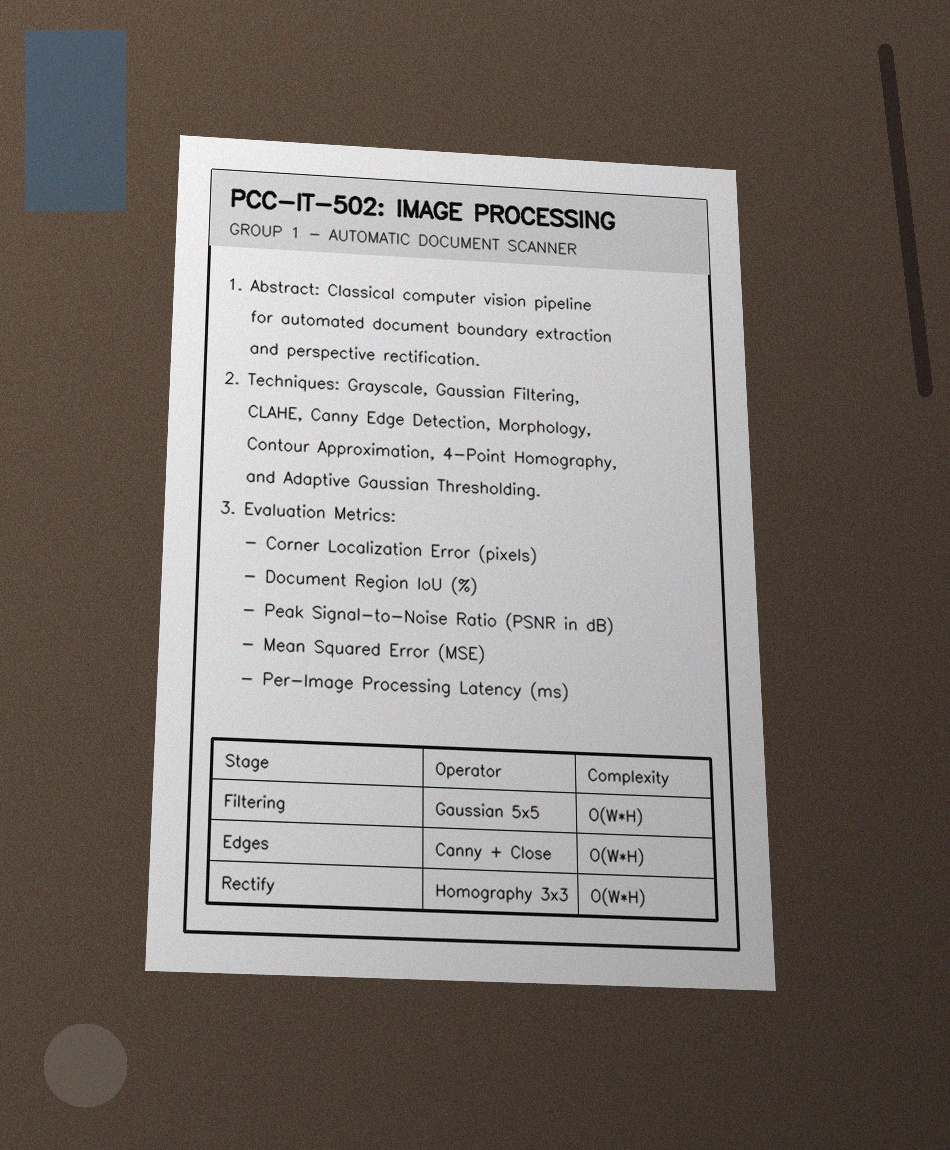 PCC-IT-502: IMAGE PROCESSING
GROUP 1 - AUTOMATIC DOCUMENT SCANNER
1. Abstract: Classical computer vision pipeline
for automated document boundary extraction
and perspective rectification.
2. Techniques: Grayscale, Gaussian Filtering,
CLAHE, Canny Edge Detection, Morphology,
Contour Approximation, 4-Point Homography,
and Adaptive Gaussian Thresholding.
3. Evaluation Metrics:
- Corner Localization Error (pixels)
- Document Region IoU (%)
- Peak Signal-to-Noise Ratio (PSNR in dB)
- Mean Squared Error (MSE)
- Per-Image Processing Latency (ms)
Stage Operator Complexity
Filtering Gaussian 5x5 O(W*H)
Edges Canny + Close O(W*H)
Rectify Homography 3x3 O(W*H)